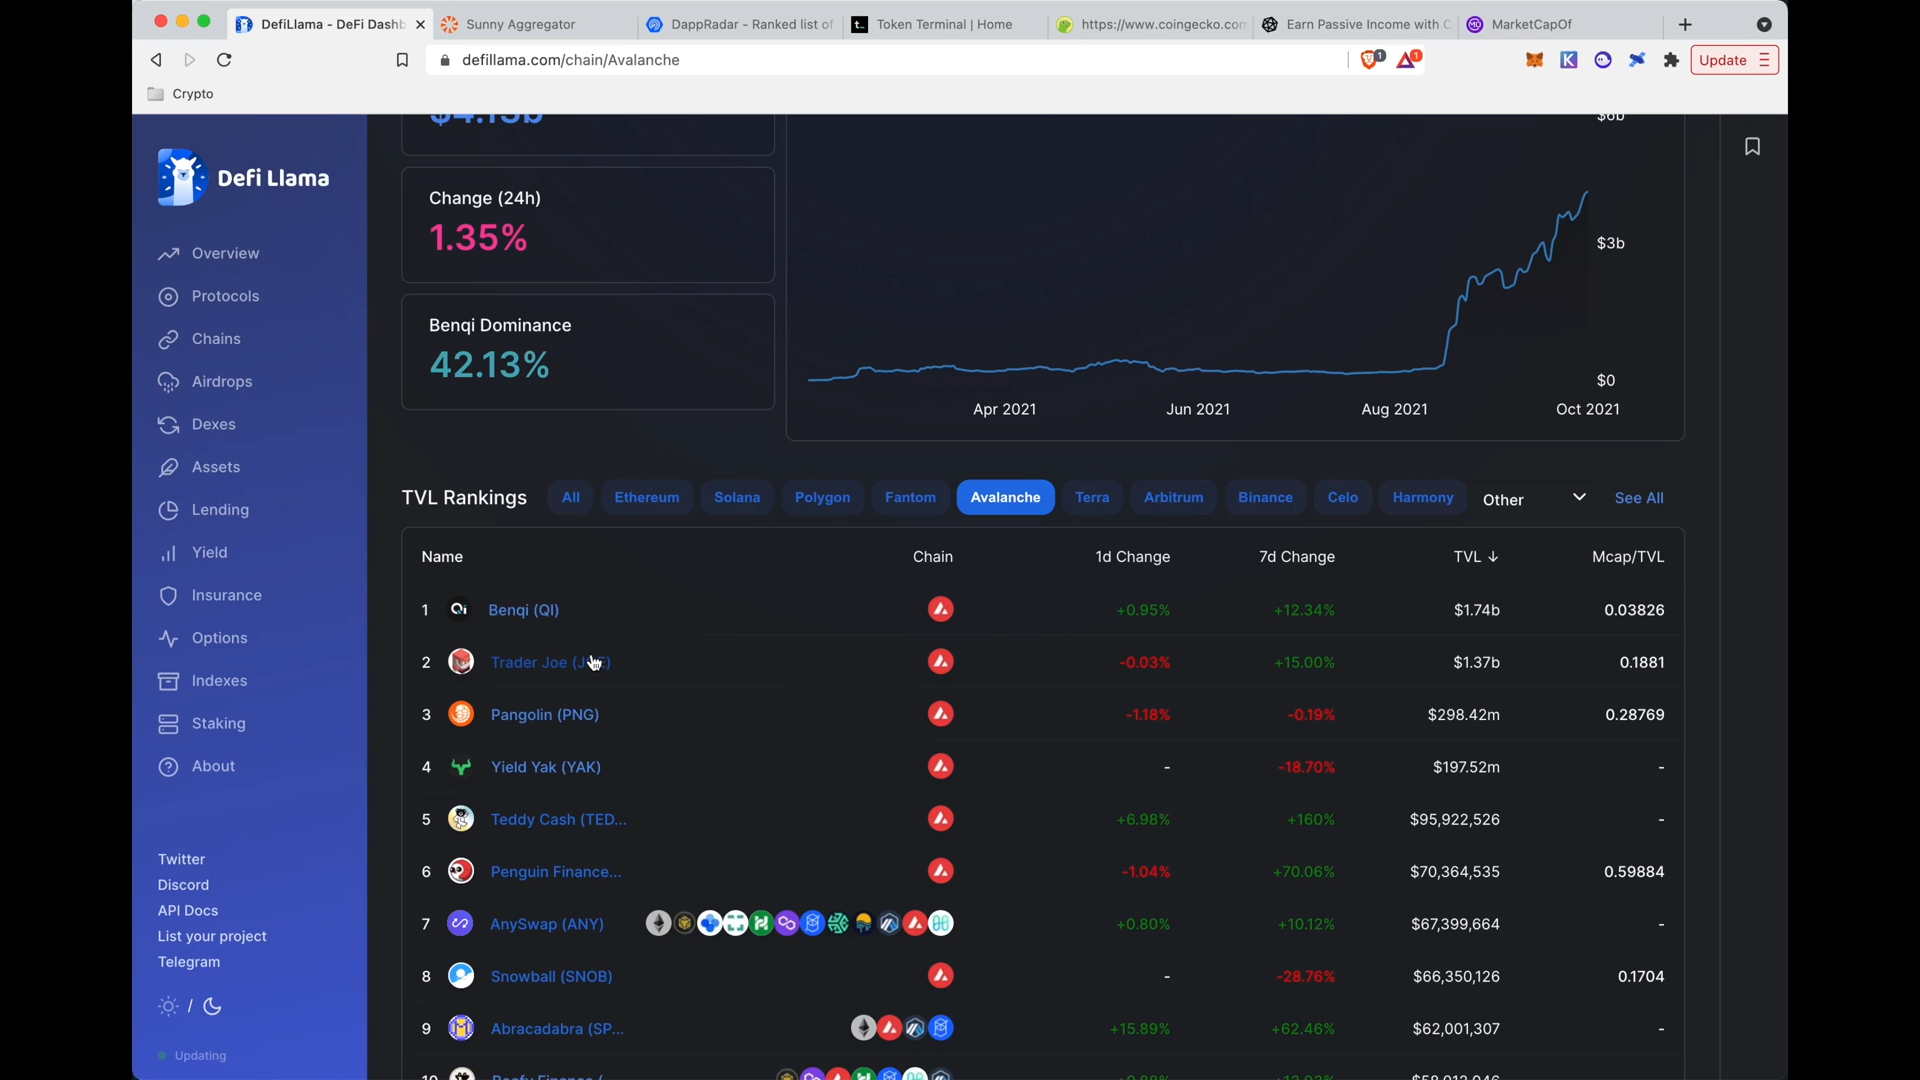 DefiLlama - DeFi Dashb
Sunny Aggregator
DappRadar - Ranked list of
t_ Token Terminal | Home
https://www.coingecko.com
Earn Passive Income with C
MarketCapOf
defillama.com/chain/Avalanche
1
1
Update
Crypto
Defi Llama
Overview
Protocols
Chains
Airdrops
Dexes
Assets
Lending
Yield
Insurance
Options
Indexes
Staking
About
Twitter
Discord
API Docs
List your project
Telegram
/
Updating
$4.13b
Change (24h)
1.35%
Benqi Dominance
42.13%
$6b
$3b
$0
Apr 2021 Jun 2021 Aug 2021 Oct 2021
TVL Rankings All Ethereum Solana Polygon Fantom Avalanche Terra Arbitrum Binance Celo Harmony Other See All
Name Chain 1d Change 7d Change TVL ↓ Mcap/TVL
1 Benqi (QI) +0.95% +12.34% $1.74b 0.03826
2 Trader Joe (J E) -0.03% +15.00% $1.37b 0.1881
3 Pangolin (PNG) -1.18% -0.19% $298.42m 0.28769
4 Yield Yak (YAK) - -18.70% $197.52m -
5 Teddy Cash (TED... +6.98% +160% $95,922,526 -
6 Penguin Finance... -1.04% +70.06% $70,364,535 0.59884
7 AnySwap (ANY) +0.80% +10.12% $67,399,664 -
8 Snowball (SNOB) - -28.76% $66,350,126 0.1704
9 Abracadabra (SP... +15.89% +62.46% $62,001,307 -
10 Beefy Finance (